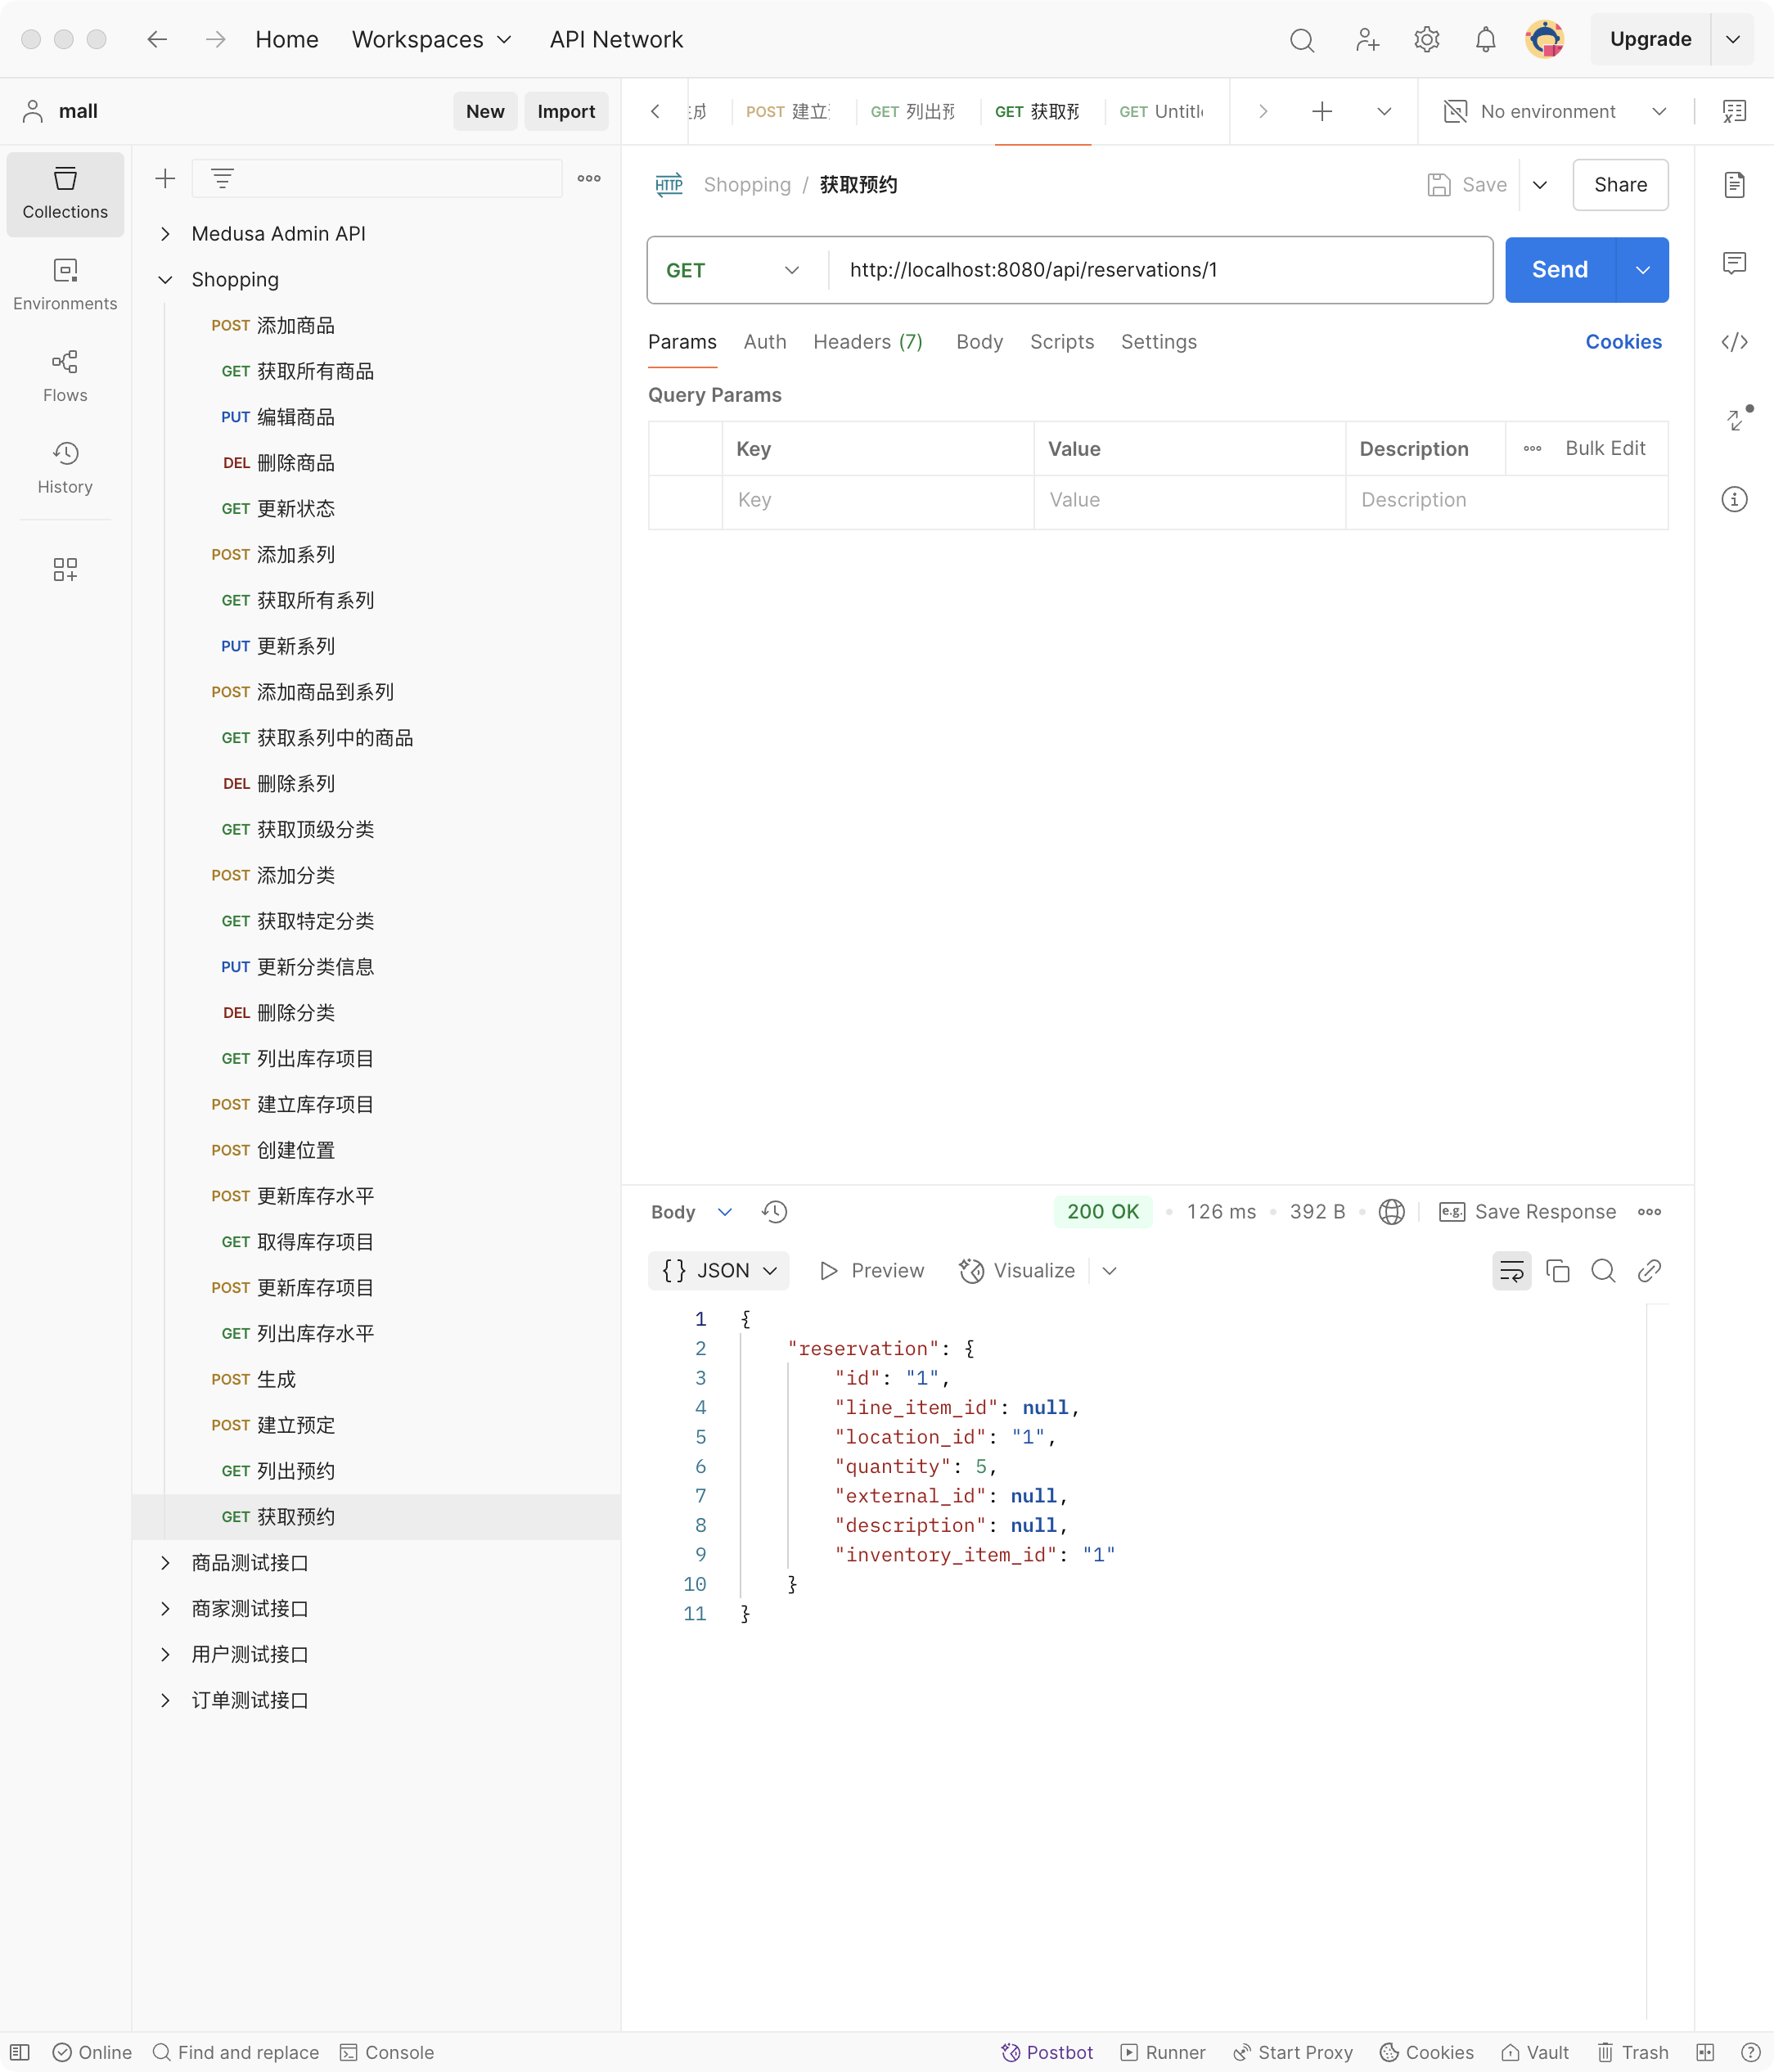 Home Workspaces API Network Upgrade
mall New Import
POST 建立 GET 列出预 GET 获取预 GET Untitl No environment
Collections
Environments
Flows
History
Medusa Admin API
Shopping
POST 添加商品
GET 获取所有商品
PUT 编辑商品
DEL 删除商品
GET 更新状态
POST 添加系列
GET 获取所有系列
PUT 更新系列
POST 添加商品到系列
GET 获取系列中的商品
DEL 删除系列
GET 获取顶级分类
POST 添加分类
GET 获取特定分类
PUT 更新分类信息
DEL 删除分类
GET 列出库存项目
POST 建立库存项目
POST 创建位置
POST 更新库存水平
GET 取得库存项目
POST 更新库存项目
GET 列出库存水平
POST 生成
POST 建立预定
GET 列出预约
GET 获取预约
商品测试接口
商家测试接口
用户测试接口
订单测试接口
HTTP Shopping / 获取预约 Save Share
GET http://localhost:8080/api/reservations/1 Send
Params Auth Headers (7) Body Scripts Settings Cookies
Query Params
Key Value Description Bulk Edit
Key Value Description
Body 200 OK 126 ms 392 B e.g. Save Response
{} JSON Preview Visualize
1 {
2 "reservation": {
3 "id": "1",
4 "line_item_id": null,
5 "location_id": "1",
6 "quantity": 5,
7 "external_id": null,
8 "description": null,
9 "inventory_item_id": "1"
10 }
11 }
Online Find and replace Console Postbot Runner Start Proxy Cookies Vault Trash